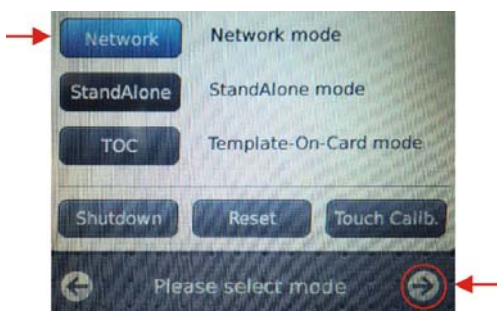 Network Network mode
StandAlone StandAlone mode
TOC Template-On-Card mode
Shutdown Reset Touch Calib.
Please select mode